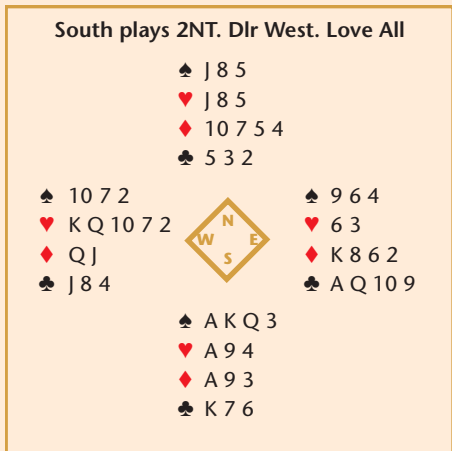 South plays 2NT. Dlr West. Love All
♠ J 8 5
♥ J 8 5
♦ 10 7 5 4
♣ 5 3 2
♠ 10 7 2
♥ K Q 10 7 2
♦ Q J
♣ J 8 4
N
W E
S
♠ 9 6 4
♥ 6 3
♦ K 8 6 2
♣ A Q 10 9
♠ A K Q 3
♥ A 9 4
♦ A 9 3
♣ K 7 6